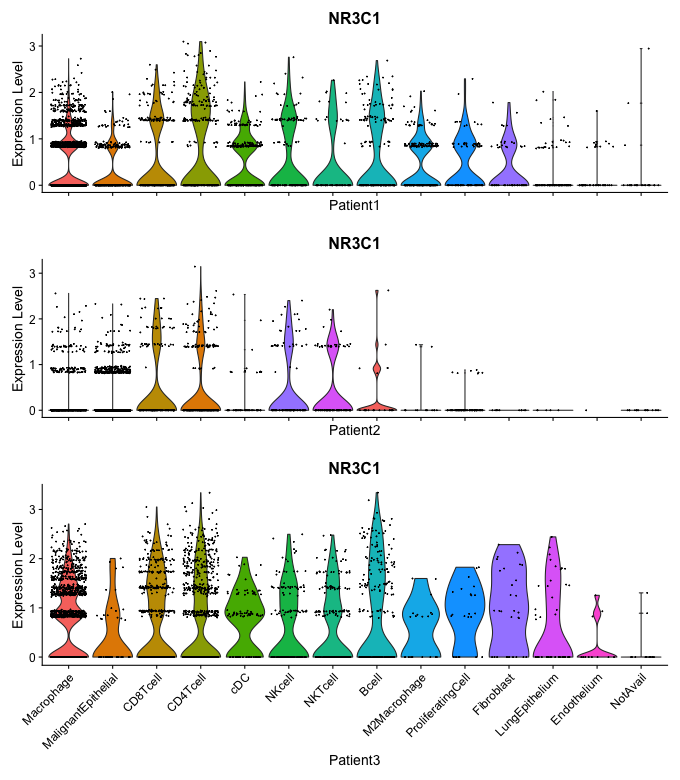 NR3C1
Expression Level
3
2
1
0
Patient1
NR3C1
Expression Level
3
2
1
0
Patient2
NR3C1
Expression Level
3
2
1
0
Macrophage
MalignantEpithelial
CD8Tcell
CD4Tcell
cDC
NKcell
NKTcell
Bcell
M2Macrophage
ProliferatingCell
Fibroblast
LungEpithelium
Endothelium
NotAvail
Patient3